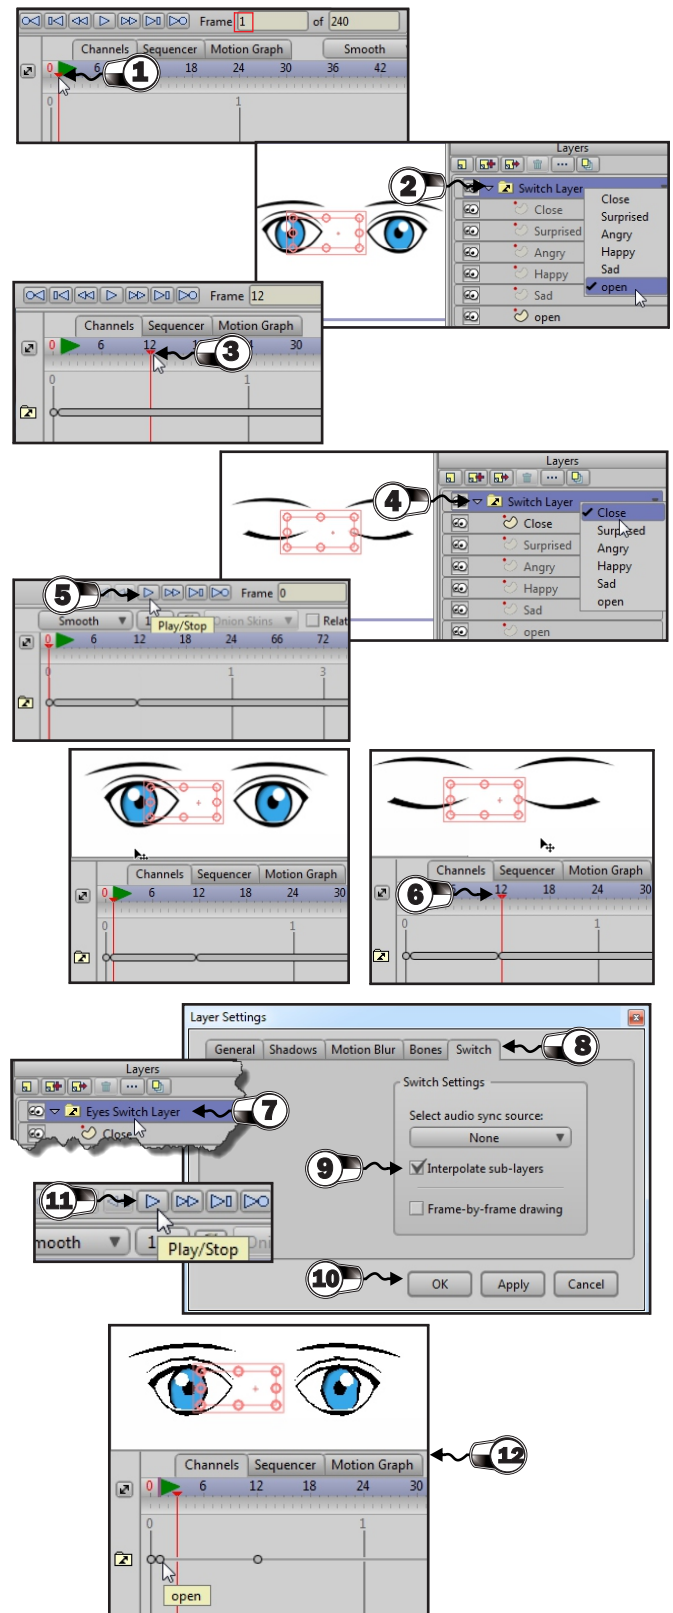 Frame 1 of 240
Channels Sequencer Motion Graph Smooth
0 6 18 24 30 36 42
0 1
1
Layers
2
Switch Layer
Close
Surprised
Angry
Happy
Sad
open
Close
Surprised
Angry
Happy
Sad
open
Frame 12
Channels Sequencer Motion Graph
0 6 12 30
0 1
3
Layers
4
Switch Layer
Close
Surprised
Angry
Happy
Sad
open
Close
Surprised
Angry
Happy
Sad
open
5
Frame 0
Smooth 1 Onion Skins Relat
Play/Stop
0 6 12 18 24 66 72
0 1 3
Channels Sequencer Motion Graph
0 6 12 18 24 30
0 1
Channels Sequencer Motion Graph
6
12 18 24 30
0 1
Layer Settings
General Shadows Motion Blur Bones Switch
8
Layers
Eyes Switch Layer
7
Close
Switch Settings
Select audio sync source:
None
9
Interpolate sub-layers
Frame-by-frame drawing
11
mooth 1 Oni
Play/Stop
10
OK Apply Cancel
12
Channels Sequencer Motion Graph
0 6 12 18 24 30
0 1
open